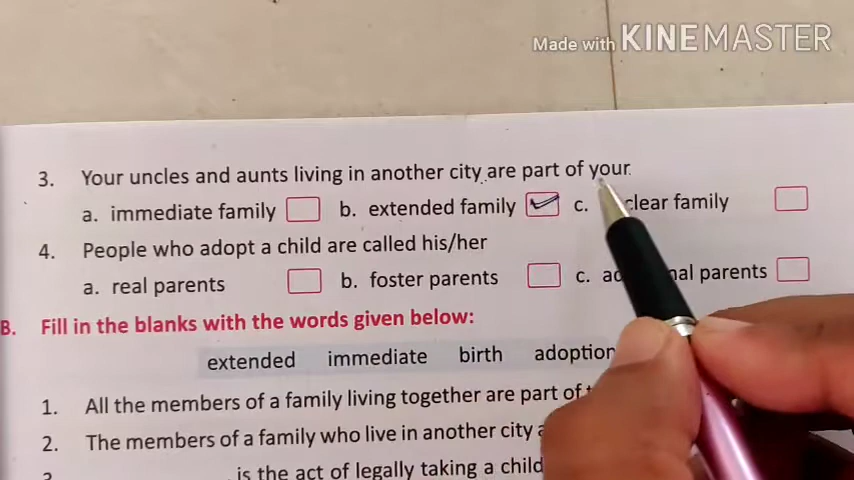 Made with KINEMASTER
3. Your uncles and aunts living in another city are part of your
a. immediate family b. extended family c. clear family
4. People who adopt a child are called his/her
a. real parents b. foster parents c. parents
B. Fill in the blanks with the words given below:
extended immediate birth adoption
1. All the members of a family living together are part of
2. The members of a family who live in another city
is the act of legally taking a child